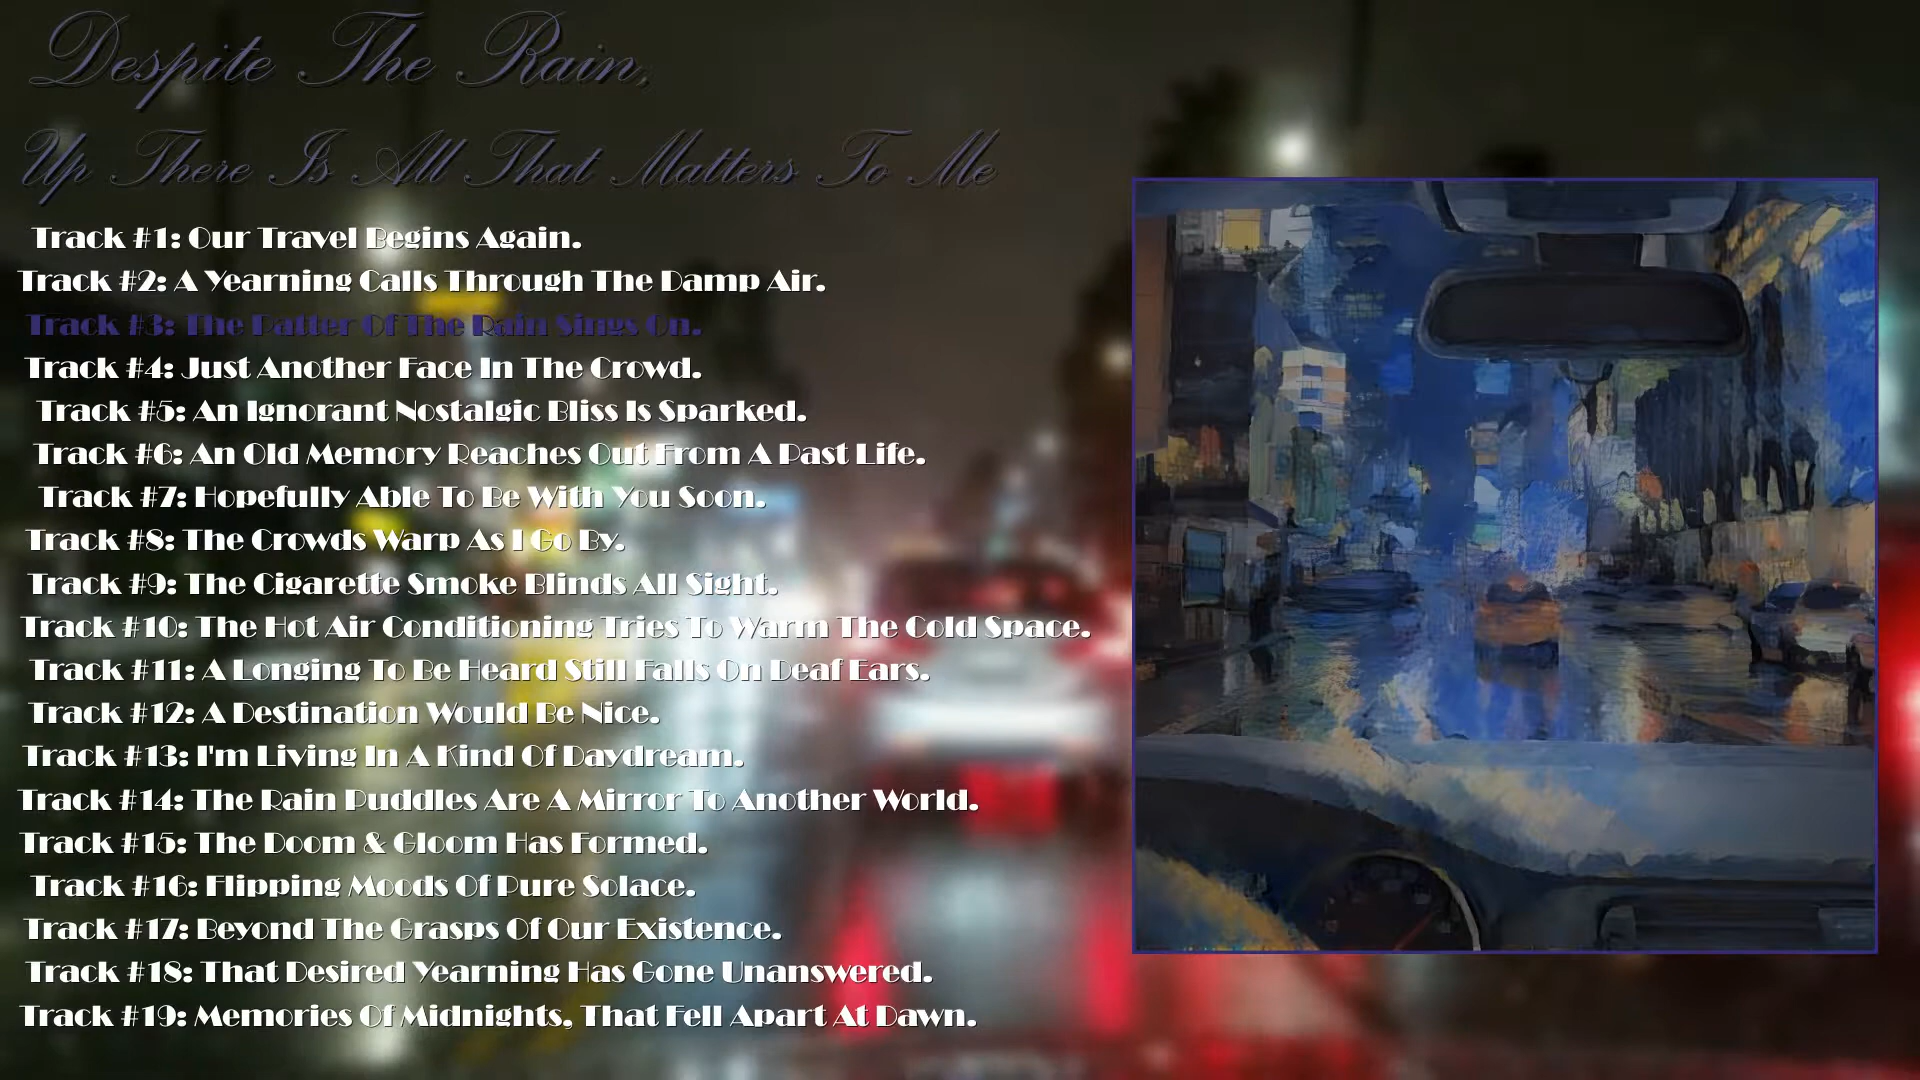 Despite The Rain,
Up There Is All That Matters To Me
Track #1: Our Travel Begins Again.
Track #2: A Yearning Calls Through The Damp Air.
Track #3: The Patter Of The Rain Sings On.
Track #4: Just Another Face In The Crowd.
Track #5: An Ignorant Nostalgic Bliss Is Sparked.
Track #6: An Old Memory Reaches Out From A Past Life.
Track #7: Hopefully Able To Be With You Soon.
Track #8: The Crowds Warp As I Go By.
Track #9: The Cigarette Smoke Blinds All Sight.
Track #10: The Hot Air Conditioning Tries To Warm The Cold Space.
Track #11: A Longing To Be Heard Still Falls On Deaf Ears.
Track #12: A Destination Would Be Nice.
Track #13: I'm Living In A Kind Of Daydream.
Track #14: The Rain Puddles Are A Mirror To Another World.
Track #15: The Doom & Gloom Has Formed.
Track #16: Flipping Moods Of Pure Solace.
Track #17: Beyond The Grasps Of Our Existence.
Track #18: That Desired Yearning Has Gone Unanswered.
Track #19: Memories Of Midnights, That Fell Apart At Dawn.